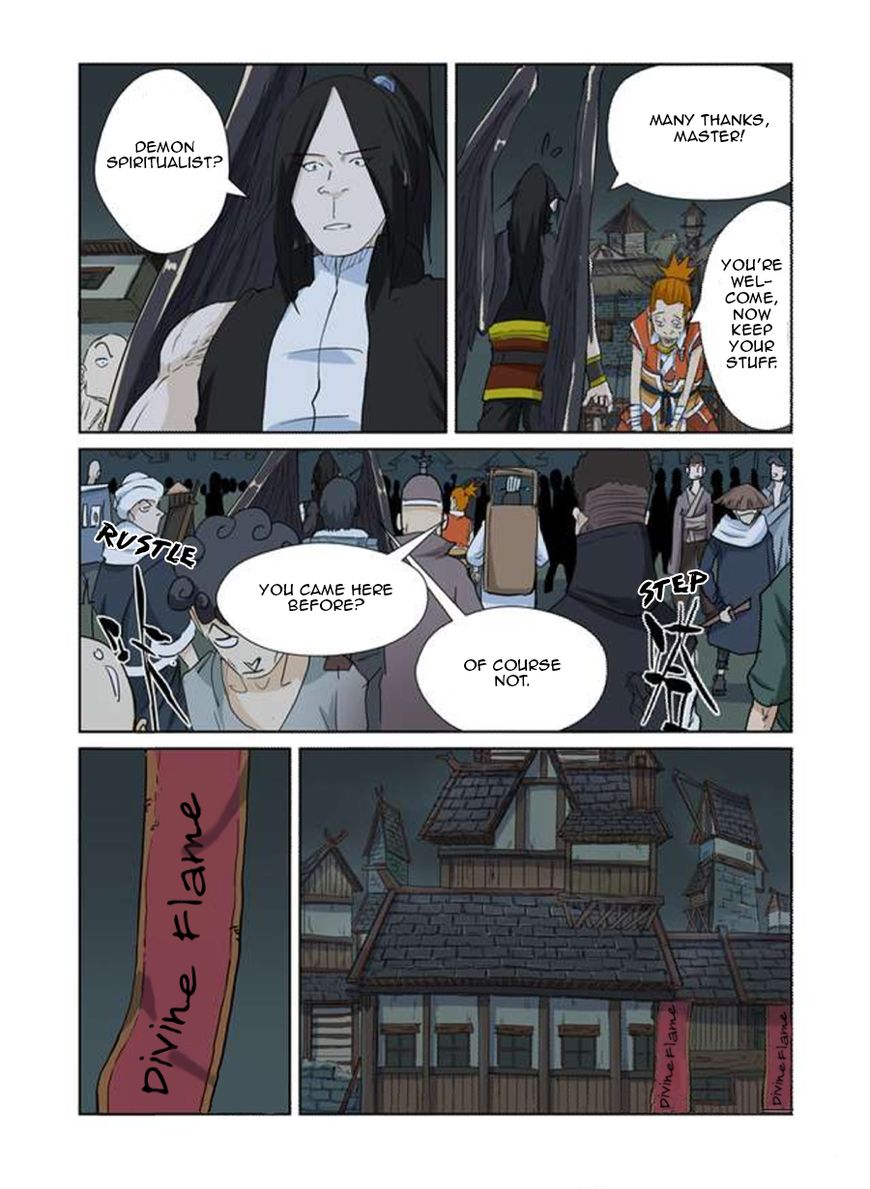 DEMON
SPIRITUALIST?
MANY THANKS,
MASTER!
YOU'RE
WEL-
COME,
NOW
KEEP
YOUR
STUFF.
RUSTLE
YOU CAME HERE
BEFORE?
STEP
OF COURSE
NOT.
Divine Flame
Divine Flame
Divine Flame